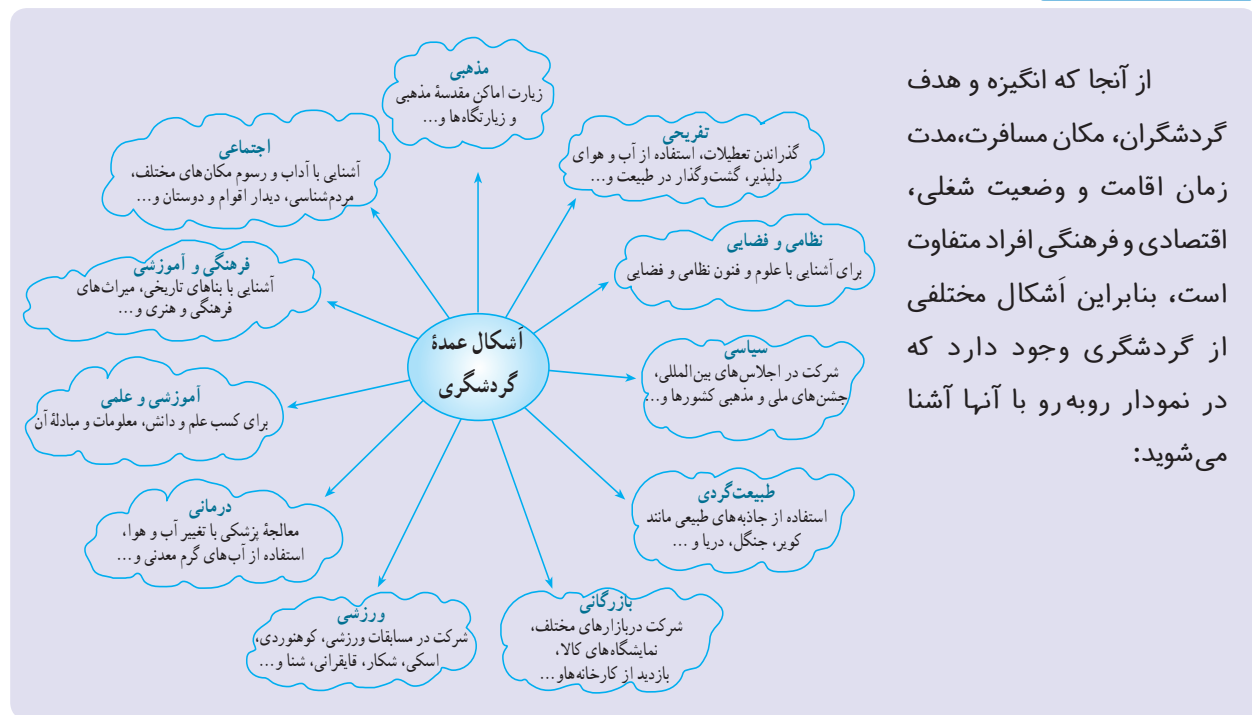 از آنجا که انگیزه و هدف
گردشگران، مکان مسافرت،مدت
زمان اقامت و وضعیت شغلی،
اقتصادی و فرهنگی افراد متفاوت
است، بنابراین اَشکال مختلفی
از گردشگری وجود دارد که
در نمودار روبه‌رو با آنها آشنا
می‌شوید:
اَشکال عمدهٔ
گردشگری
مذهبی
زیارت اماکن مقدسهٔ مذهبی
و زیارتگاه‌ها و...
تفریحی
گذراندن تعطیلات، استفاده از آب و هوای
دلپذیر، گشت‌وگذار در طبیعت و...
نظامی و فضایی
برای آشنایی با علوم و فنون نظامی و فضایی
سیاسی
شرکت در اجلاس‌های بین‌المللی،
جشن‌های ملی و مذهبی کشورها و...
طبیعت‌گردی
استفاده از جاذبه‌های طبیعی مانند
کویر، جنگل، دریا و ...
بازرگانی
شرکت دربازارهای مختلف،
نمایشگاه‌های کالا،
بازدید از کارخانه‌هاو...
ورزشی
شرکت در مسابقات ورزشی، کوهنوردی،
اسکی، شکار، قایقرانی، شنا و...
درمانی
معالجهٔ پزشکی با تغییر آب و هوا،
استفاده از آب‌های گرم معدنی و...
آموزشی و علمی
برای کسب علم و دانش، معلومات و مبادلهٔ آن
فرهنگی و آموزشی
آشنایی با بناهای تاریخی، میراث‌های
فرهنگی و هنری و...
اجتماعی
آشنایی با آداب و رسوم مکان‌های مختلف،
مردم‌شناسی، دیدار اقوام و دوستان و...